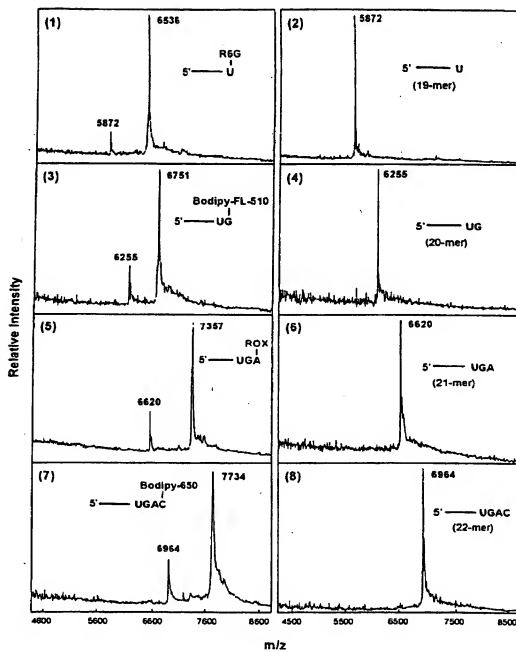 (1)
6536
R6G
5' U
5872
(2)
5872
5' U
(19-mer)
(3)
6751
Bodipy-FL-510
5' UG
6255
(4)
6255
5' UG
(20-mer)
(5)
7357
ROX
5' UGA
6620
(6)
6620
5' UGA
(21-mer)
(7)
7734
Bodipy-650
5' UGAC
6964
(8)
6964
5' UGAC
(22-mer)
Relative Intensity
4600 5600 6600 7600 8600
4500 5500 6500 7500 8500
m/z